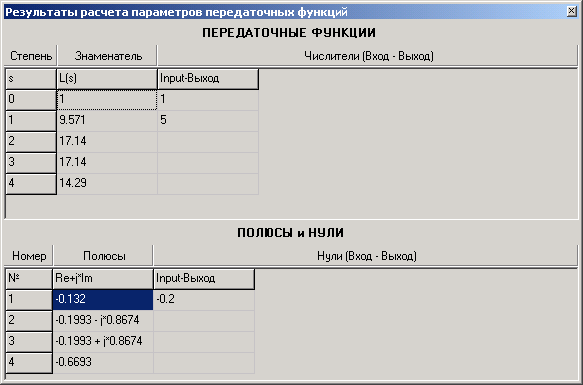 Результаты расчета параметров передаточных функций
ПЕРЕДАТОЧНЫЕ ФУНКЦИИ
Степень Знаменатель Числители (Вход - Выход)
s L(s) Input-Выход
0 1 1
1 9.571 5
2 17.14
3 17.14
4 14.29
ПОЛЮСЫ и НУЛИ
Номер Полюсы Нули (Вход - Выход)
№ Re+j*Im Input-Выход
1 -0.132 -0.2
2 -0.1993 - j*0.8674
3 -0.1993 + j*0.8674
4 -0.6693